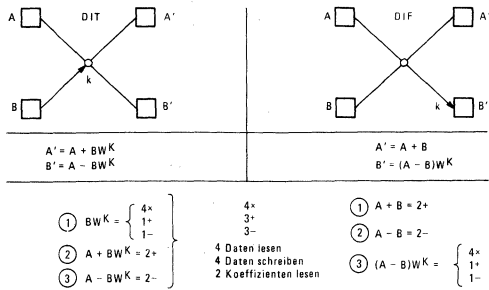 A DIT A'
k
B B'
A DIF A'
k
B B'
A' = A + BW^K
B' = A − BW^K
A' = A + B
B' = (A − B)W^K
① BW^K = { 4×
1+
1−
② A + BW^K = 2+
③ A − BW^K = 2−
4×
3+
3−
4 Daten lesen
4 Daten schreiben
2 Koeffizienten lesen
① A + B = 2+
② A − B = 2−
③ (A − B)W^K = { 4×
1+
1−